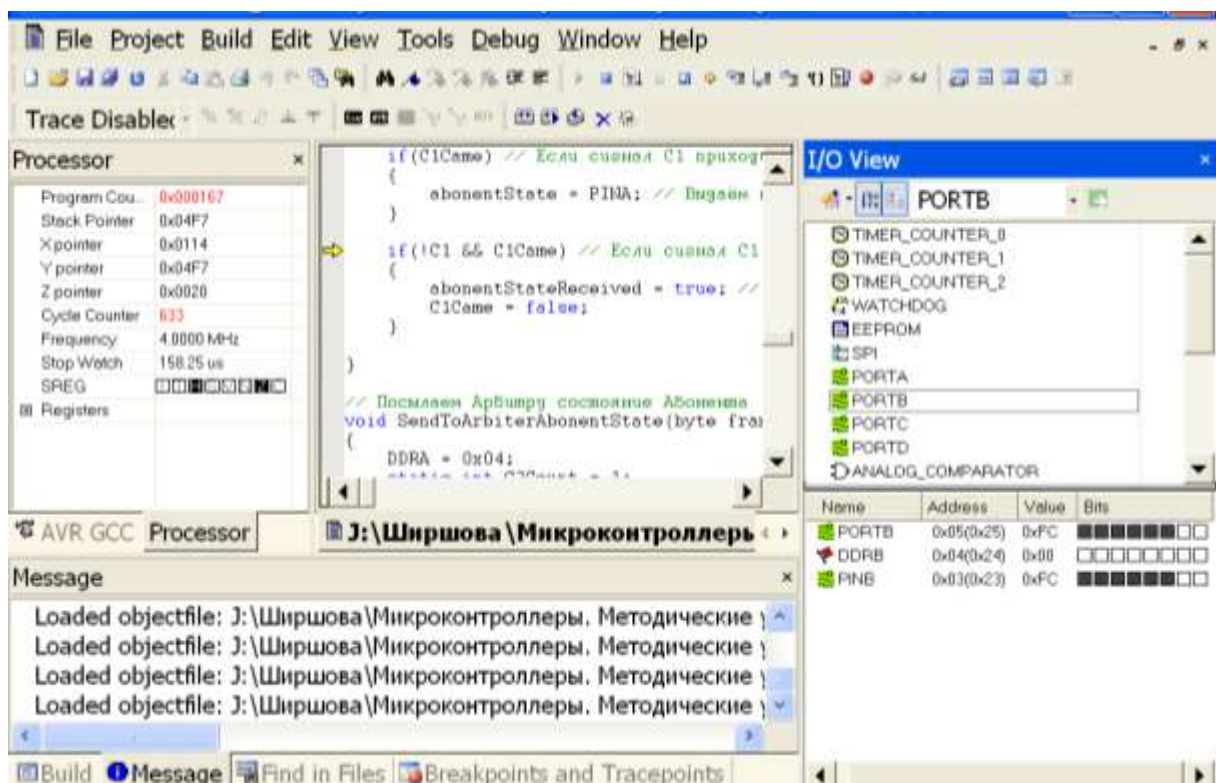 File Project Build Edit View Tools Debug Window Help
Trace Disabled
Processor
Program Cou... 0x000167
Stack Pointer 0x04F7
X pointer 0x0114
Y pointer 0x04F7
Z pointer 0x0020
Cycle Counter 633
Frequency 4.0000 MHz
Stop Watch 158.25 us
SREG
Registers
AVR GCC Processor
if(C1Came) // Если сигнал C1 приход
{
abonentState = PINA; // Выдаём
}
if(!C1 && C1Came) // Если сигнал C1
{
abonentStateReceived = true; //
C1Came = false;
}
}
// Посылаем Арбитру состояние Абонента
void SendToArbiterAbonentState(byte fra
{
DDRA = 0x04;
J:\Ширшова\Микроконтроллеры
I/O View
PORTB
TIMER_COUNTER_0
TIMER_COUNTER_1
TIMER_COUNTER_2
WATCHDOG
EEPROM
SPI
PORTA
PORTB
PORTC
PORTD
ANALOG_COMPARATOR
Name Address Value Bits
PORTB 0x05(0x25) 0xFC
DDRB 0x04(0x24) 0x00
PINB 0x03(0x23) 0xFC
Message
Loaded objectfile: J:\Ширшова\Микроконтроллеры. Методические
Loaded objectfile: J:\Ширшова\Микроконтроллеры. Методические
Loaded objectfile: J:\Ширшова\Микроконтроллеры. Методические
Loaded objectfile: J:\Ширшова\Микроконтроллеры. Методические
Build Message Find in Files Breakpoints and Tracepoints